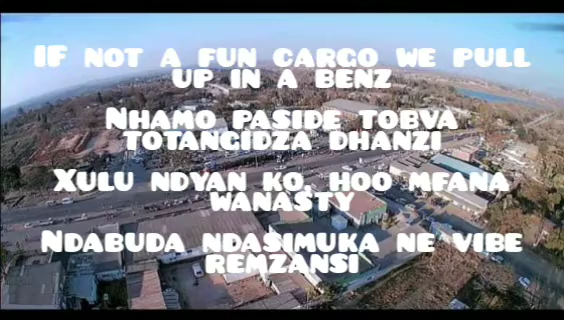 IF NOT A FUN CARGO WE PULL
UP IN A BENZ
NHAMO PASIDE TOBVA
TOTANGIDZA DHANZI
XULU NDYAN KO, HOO MFANA
WANASTY
NDABUDA NDASIMUKA NE VIBE
REMZANSI